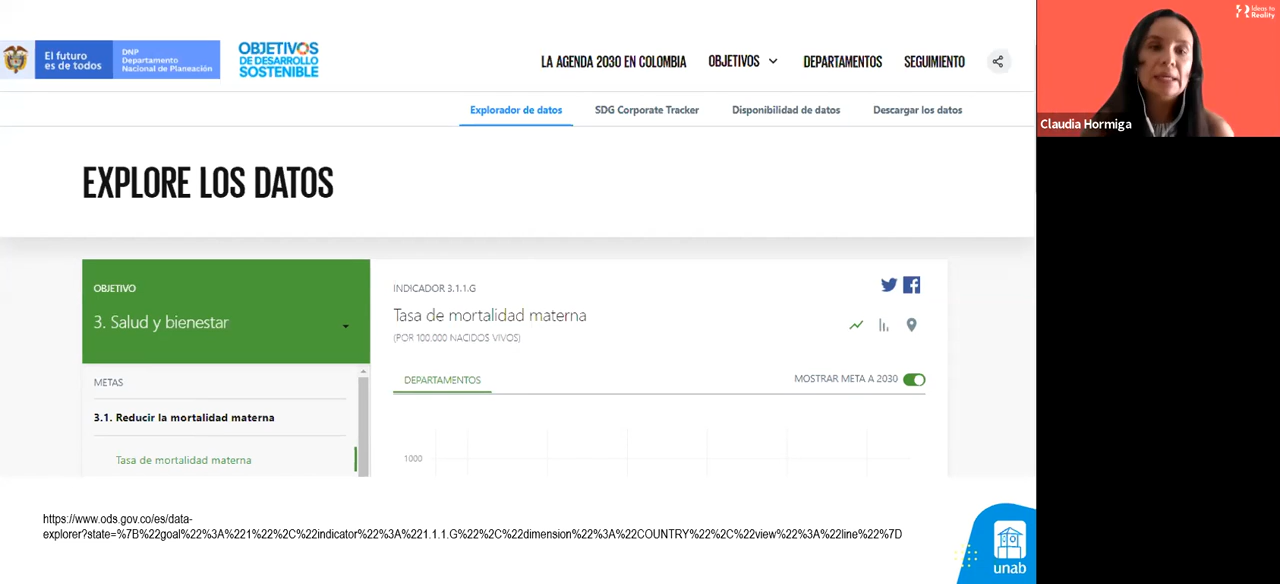 El futuro
es de todos
DNP
Departamento
Nacional de Planeación
OBJETIVOS
DE DESARROLLO
SOSTENIBLE
LA AGENDA 2030 EN COLOMBIA
OBJETIVOS
DEPARTAMENTOS
SEGUIMIENTO
Explorador de datos
SDG Corporate Tracker
Disponibilidad de datos
Descargar los datos
EXPLORE LOS DATOS
OBJETIVO
3. Salud y bienestar
METAS
3.1. Reducir la mortalidad materna
Tasa de mortalidad materna
INDICADOR 3.1.1.G
Tasa de mortalidad materna
(POR 100.000 NACIDOS VIVOS)
DEPARTAMENTOS
MOSTRAR META A 2030
1000
https://www.ods.gov.co/es/data-
explorer?state=%7B%22goal%22%3A%221%22%2C%22indicator%22%3A%221.1.1.G%22%2C%22dimension%22%3A%22COUNTRY%22%2C%22view%22%3A%22line%22%7D
unab
Ideas to
Reality
Claudia Hormiga